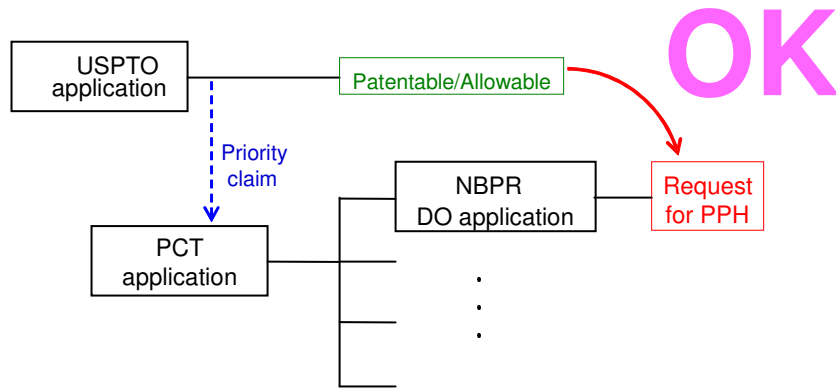 OK
USPTO
application
Patentable/Allowable
Priority
claim
NBPR
DO application
Request
for PPH
PCT
application